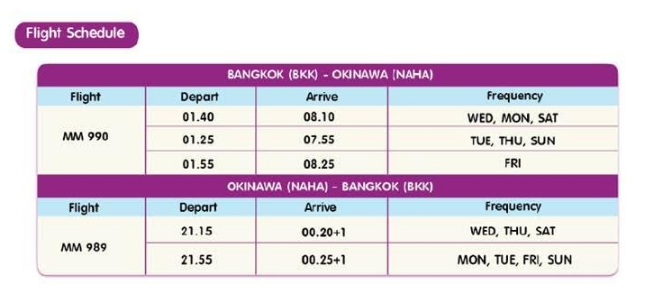 Flight Schedule
BANGKOK (BKK) - OKINAWA (NAHA)
Flight Depart Arrive Frequency
MM 990
01.40 08.10 WED, MON, SAT
01.25 07.55 TUE, THU, SUN
01.55 08.25 FRI
OKINAWA (NAHA) - BANGKOK (BKK)
Flight Depart Arrive Frequency
MM 989
21.15 00.20+1 WED, THU, SAT
21.55 00.25+1 MON, TUE, FRI, SUN